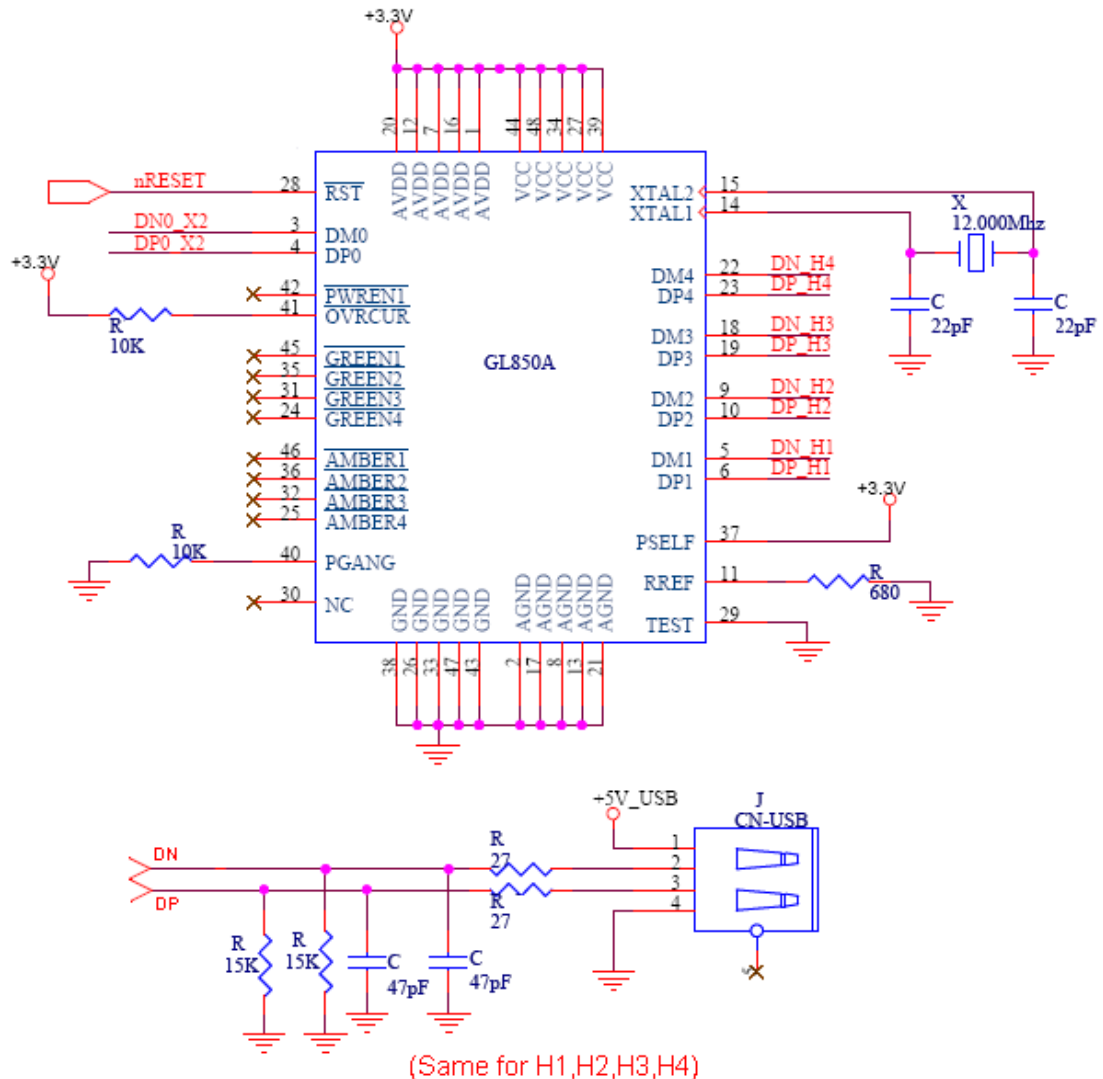 +3.3V
20
12
7
16
1
44
48
34
27
39
AVDD
AVDD
AVDD
AVDD
AVDD
VCC
VCC
VCC
VCC
VCC
nRESET
28
RST
XTAL2
15
X
XTAL1
14
12.000Mhz
DN0_X2
3
DM0
DP0_X2
4
DP0
+3.3V
DM4
22
DN_H4
42
PWREN1
DP4
23
DP_H4
C
C
41
OVRCUR
22pF
22pF
R
10K
DM3
18
DN_H3
45
GREEN1
DP3
19
DP_H3
GL850A
35
GREEN2
31
GREEN3
DM2
9
DN_H2
24
GREEN4
DP2
10
DP_H2
46
AMBER1
DM1
5
DN_H1
36
AMBER2
DP1
6
DP_H1
32
AMBER3
+3.3V
25
AMBER4
R
10K
PSELF
37
40
PGANG
RREF
11
R
680
30
NC
TEST
29
GND
GND
GND
GND
GND
AGND
AGND
AGND
AGND
AGND
38
26
33
47
43
2
17
8
13
21
+5V_USB
J
CN-USB
DN
R
27
1
2
3
4
DP
R
27
R
15K
R
15K
C
47pF
C
47pF
(Same for H1,H2,H3,H4)